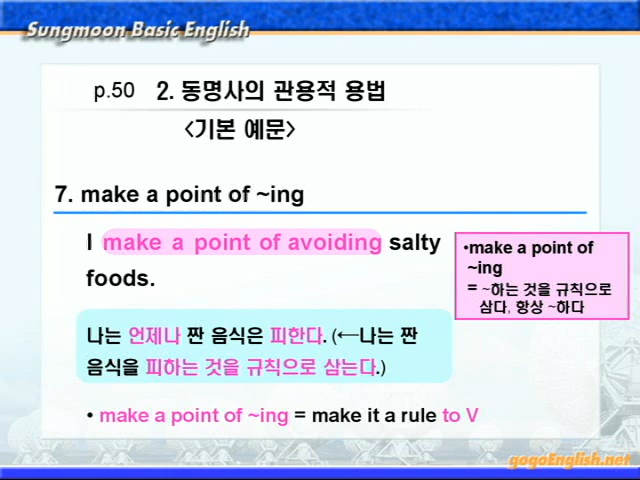 Sungmoon Basic English
p.50 2. 동명사의 관용적 용법
<기본 예문>
7. make a point of ~ing
I make a point of avoiding salty
foods.
•make a point of
~ing
= ~하는 것을 규칙으로
삼다, 항상 ~하다
나는 언제나 짠 음식은 피한다. (←나는 짠
음식을 피하는 것을 규칙으로 삼는다.)
• make a point of ~ing = make it a rule to V
gogoEnglish.net